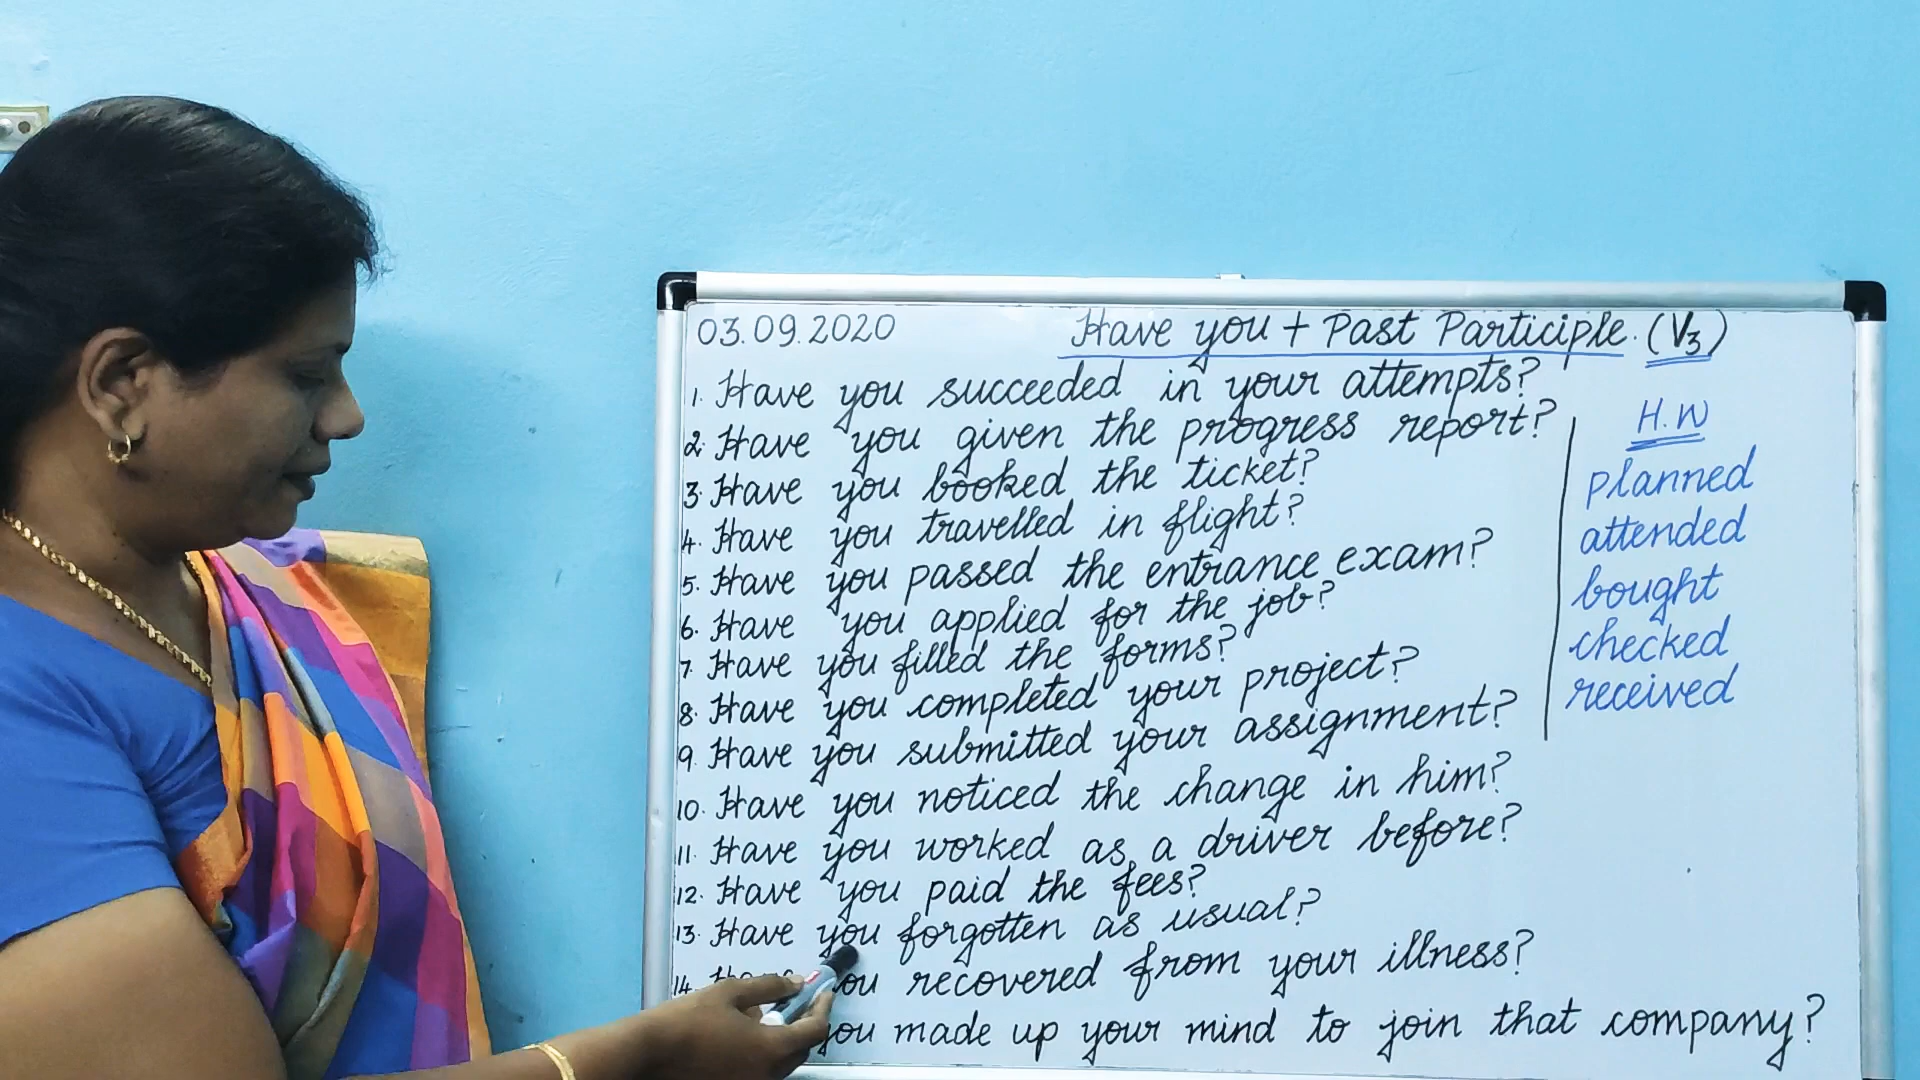 03.09.2020 Have you + Past Participle. (V3)
1. Have you succeeded in your attempts?
2. Have you given the progress report?
3. Have you booked the ticket?
4. Have you travelled in flight?
5. Have you passed the entrance exam?
6. Have you applied for the job?
7. Have you filled the forms?
8. Have you completed your project?
9. Have you submitted your assignment?
10. Have you noticed the change in him?
11. Have you worked as a driver before?
12. Have you paid the fees?
13. Have you forgotten as usual?
14. Have you recovered from your illness?
you made up your mind to join that company?
H.W
planned
attended
bought
checked
received